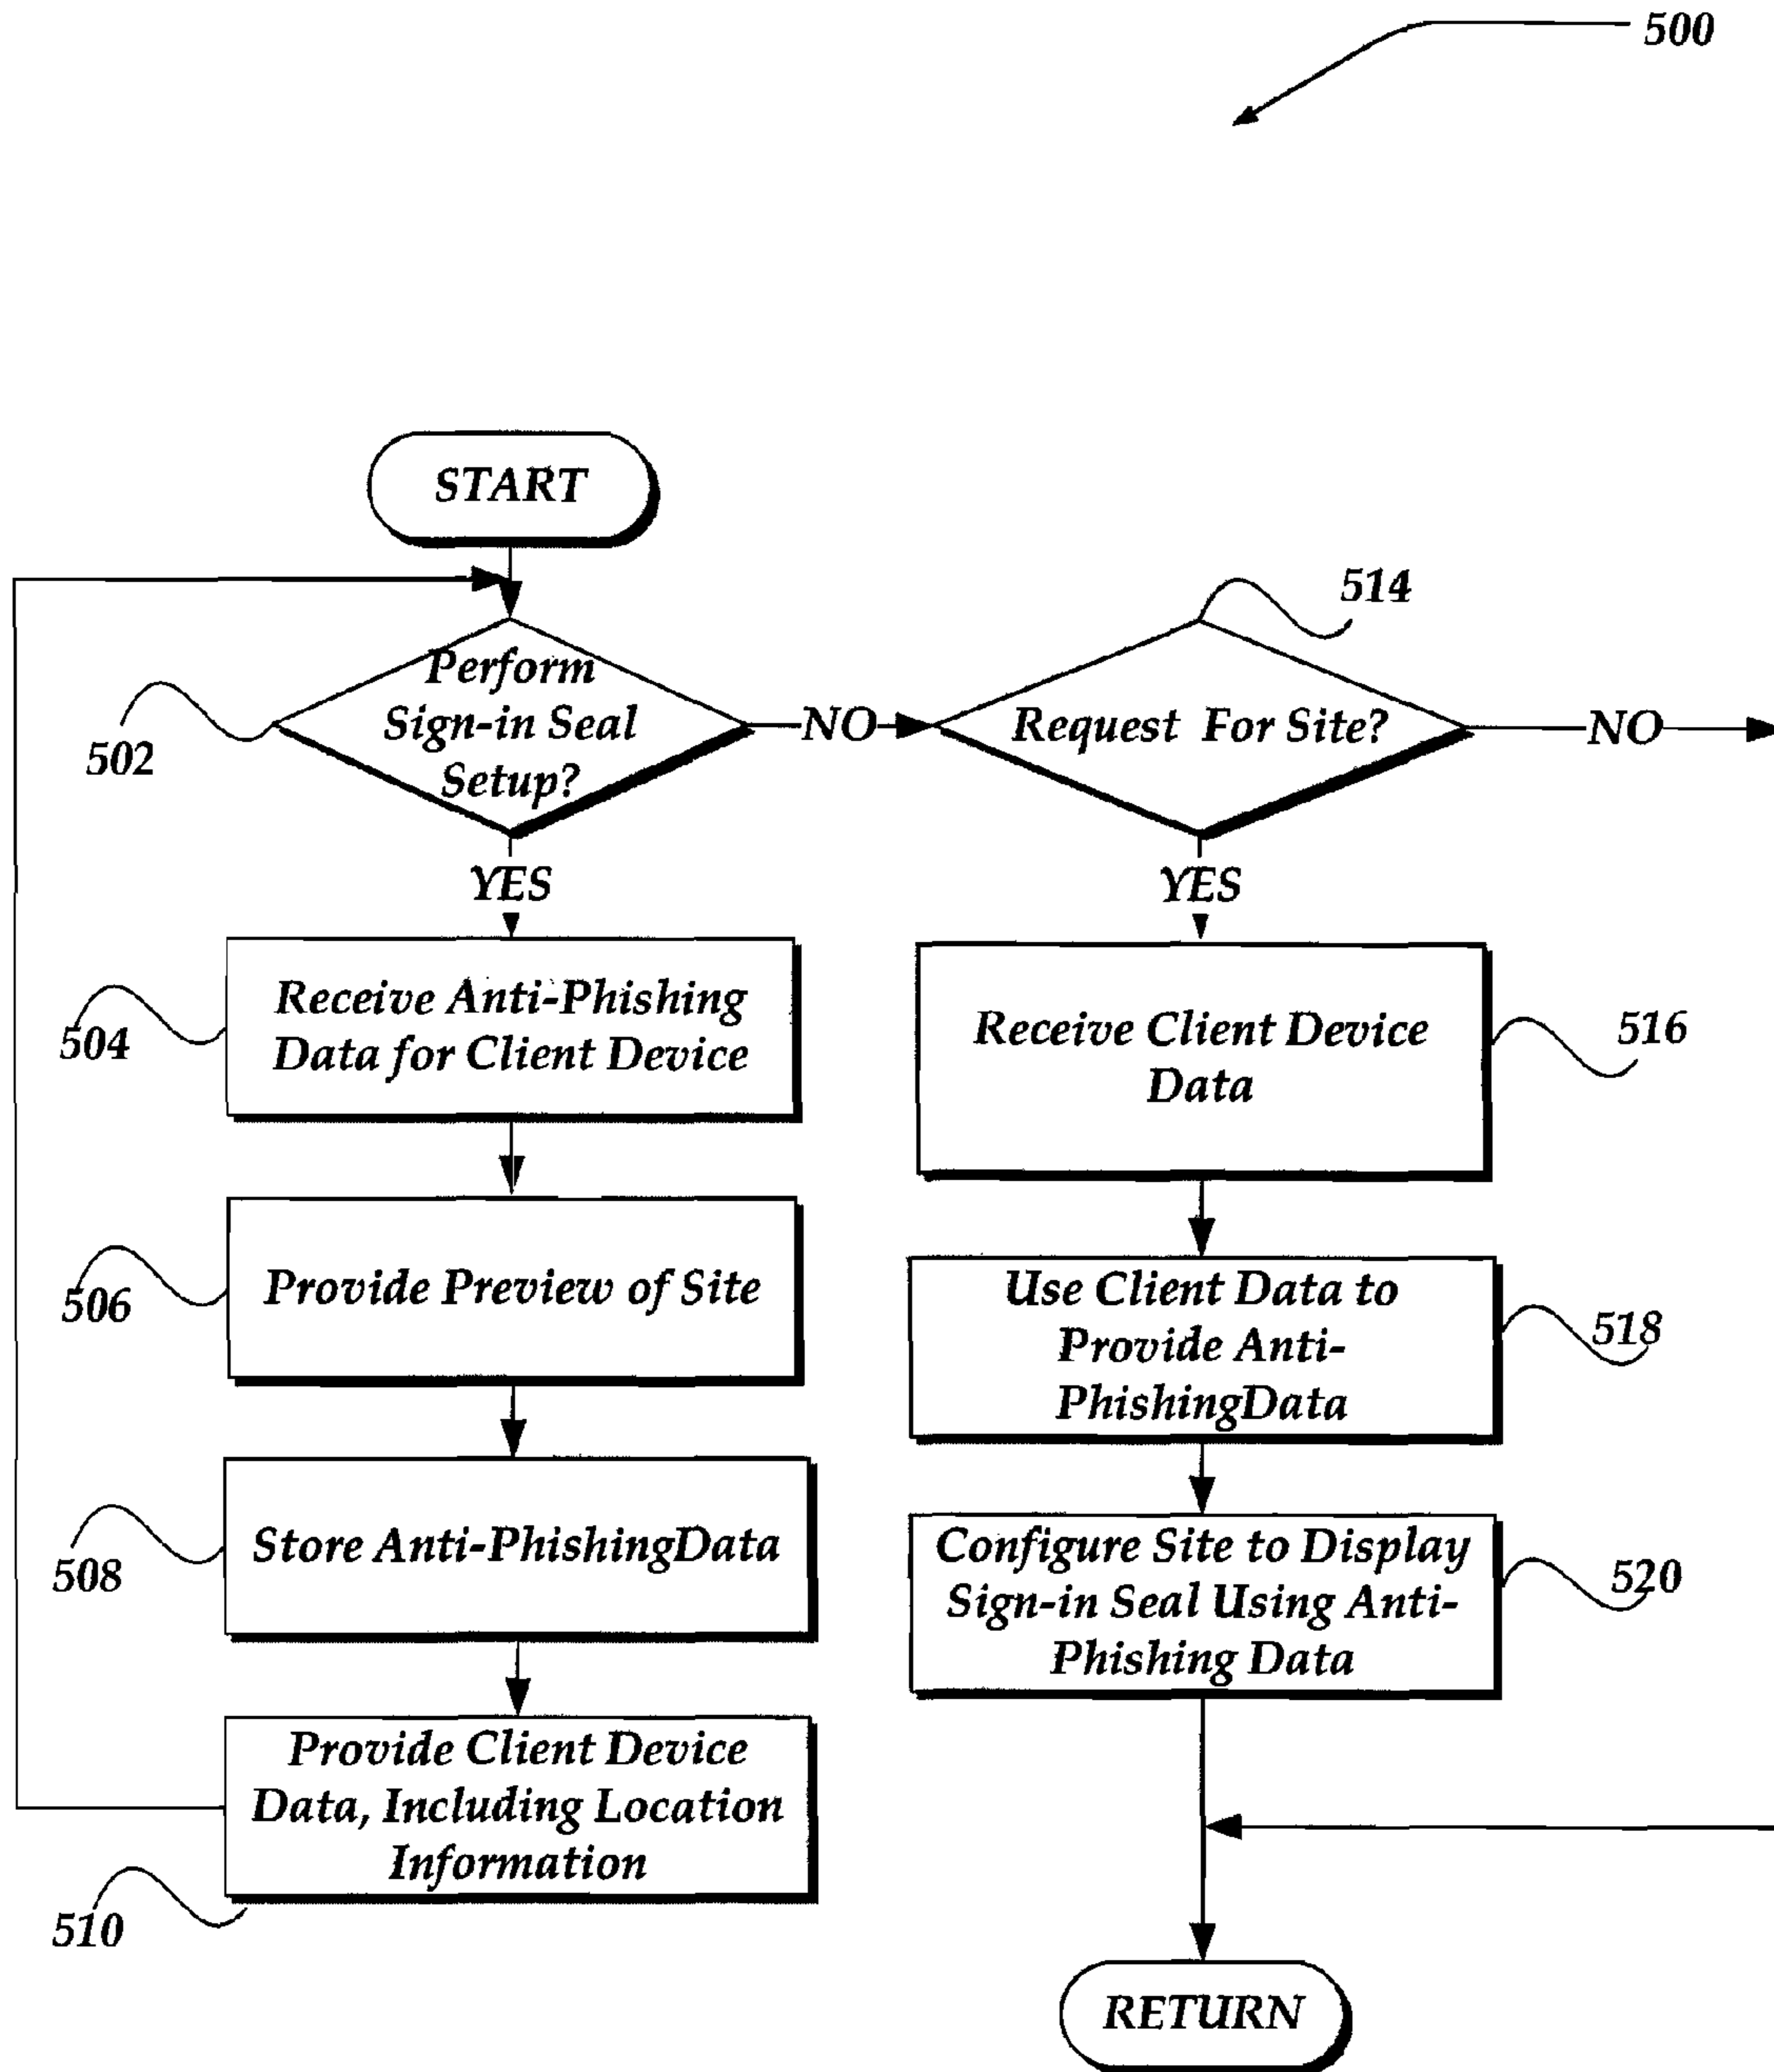 500
START
Perform
Sign-in Seal
Setup?
502
NO
514
Request For Site?
NO
YES
YES
Receive Anti-Phishing
Data for Client Device
504
Receive Client Device
Data
516
Provide Preview of Site
506
Use Client Data to
Provide Anti-
PhishingData
518
Store Anti-PhishingData
508
Configure Site to Display
Sign-in Seal Using Anti-
Phishing Data
520
Provide Client Device
Data, Including Location
Information
510
RETURN